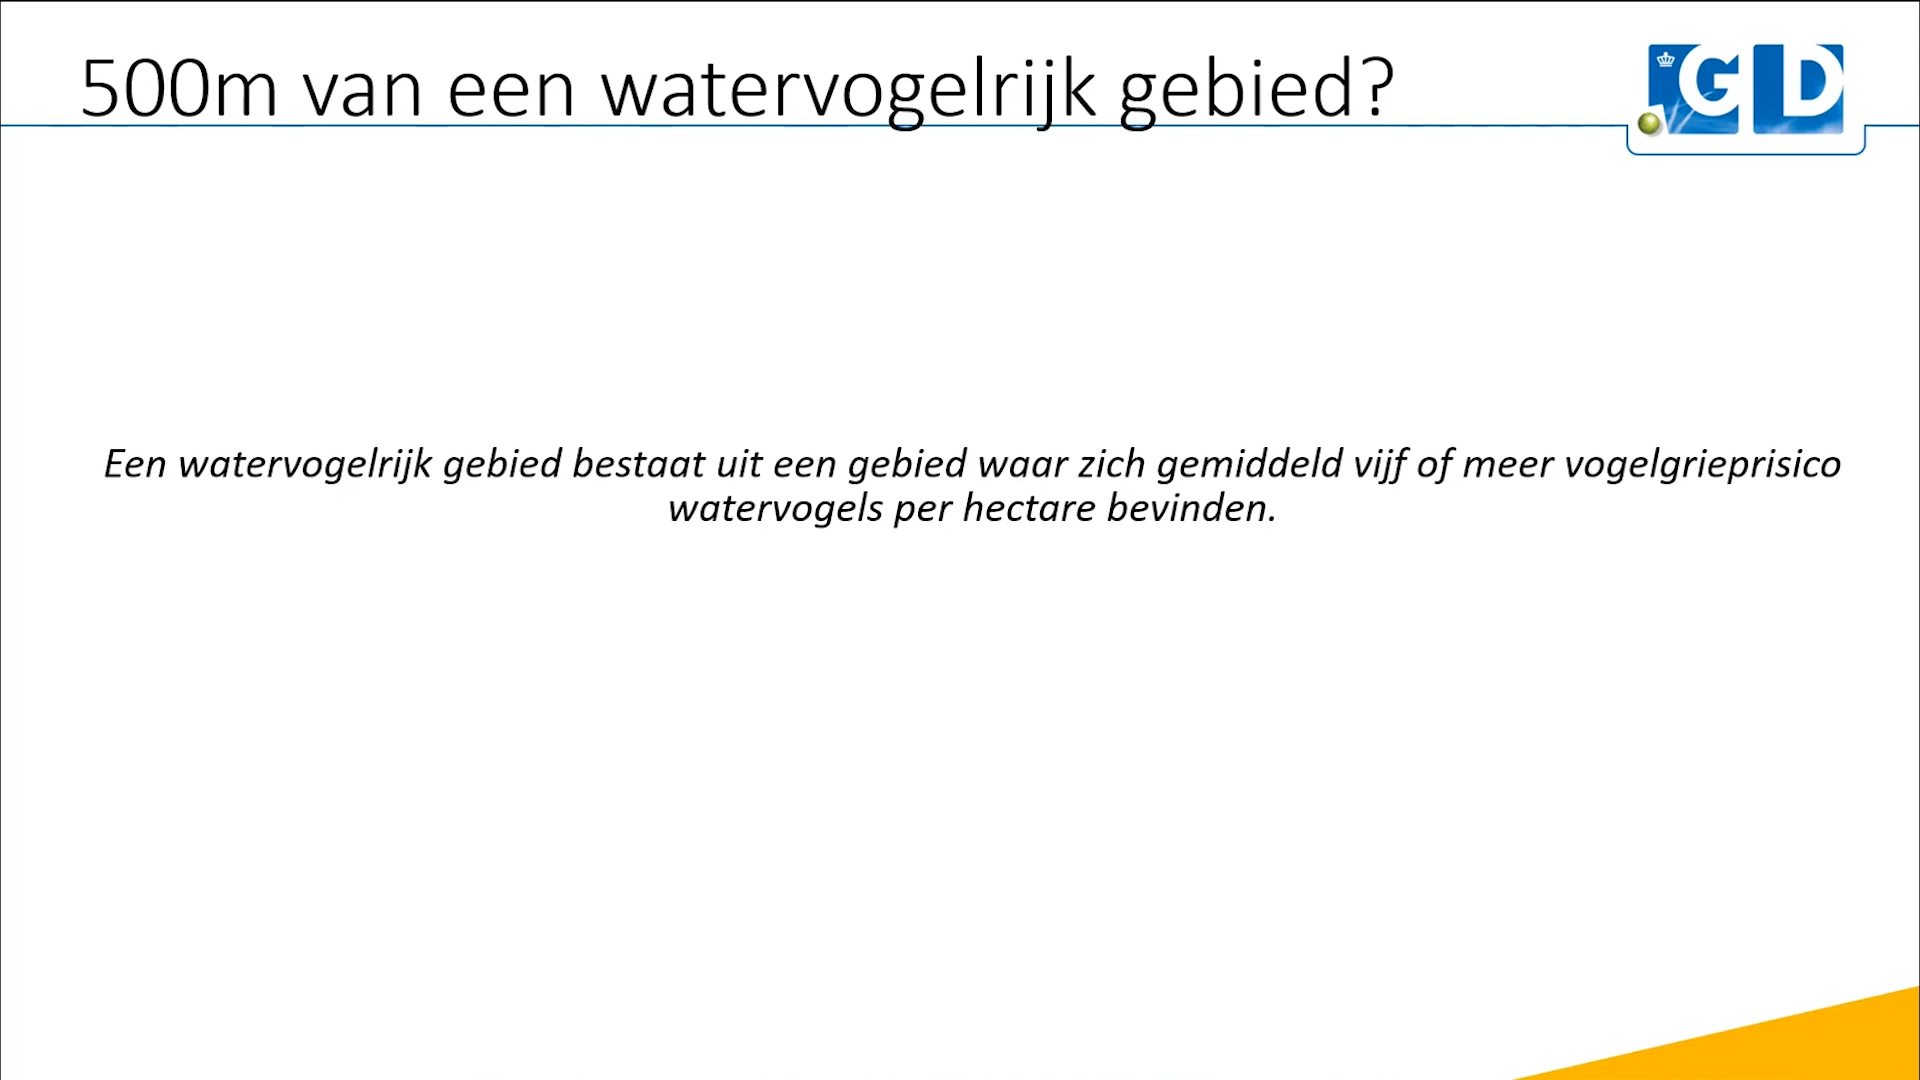 500m van een watervogelrijk gebied?
GD
Een watervogelrijk gebied bestaat uit een gebied waar zich gemiddeld vijf of meer vogelgrieprisico
watervogels per hectare bevinden.